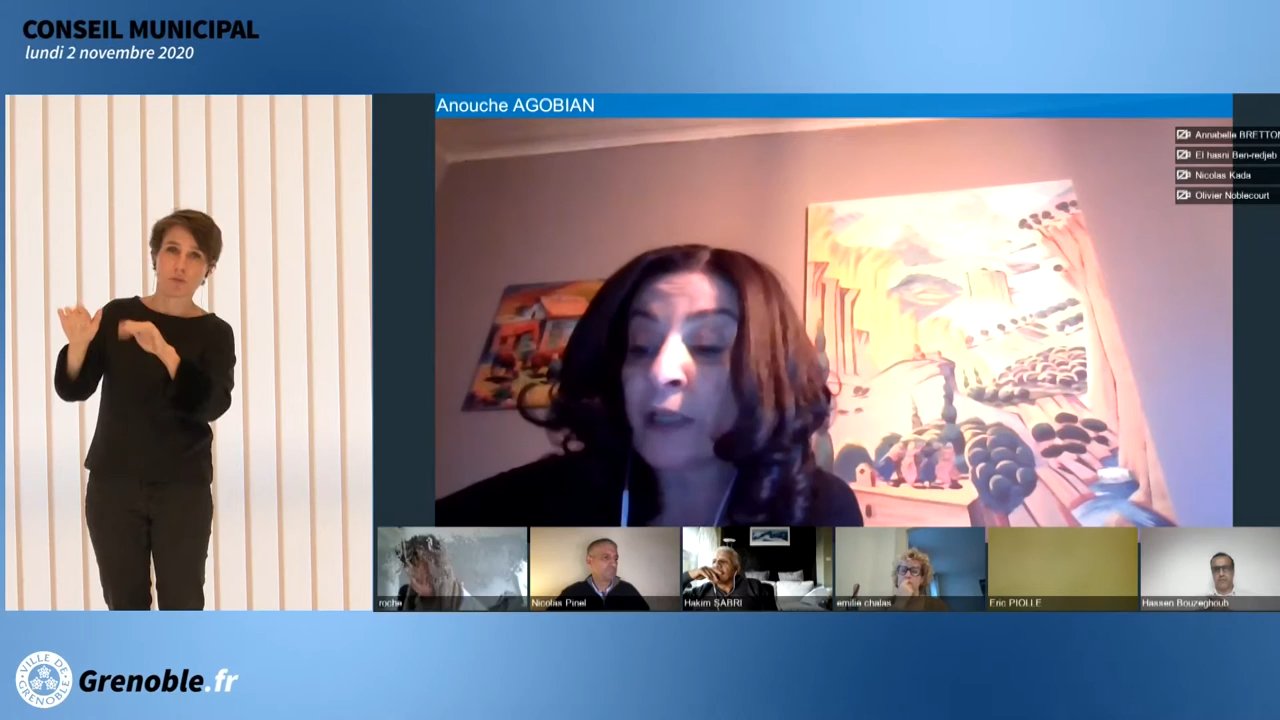 CONSEIL MUNICIPAL
lundi 2 novembre 2020
Anouche AGOBIAN
Annabelle BRETTON
El hasni Ben-redjeb
Nicolas Kada
Olivier Noblecourt
roche
Nicolas Pinel
Hakim SABRI
emilie chalas
Eric PIOLLE
Hassen Bouzeghoub
VILLE DE GRENOBLE
Grenoble.fr